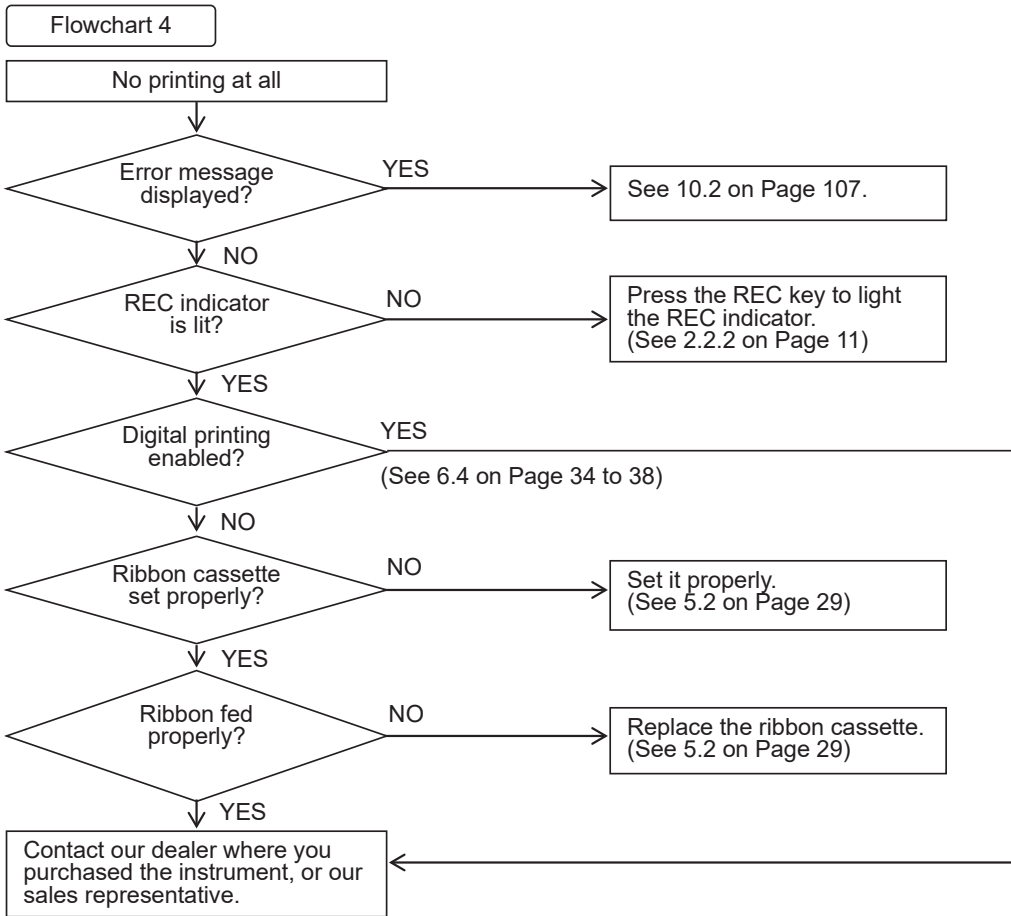 Flowchart 4
No printing at all
Error message
displayed?
YES
See 10.2 on Page 107.
NO
REC indicator
is lit?
NO
Press the REC key to light
the REC indicator.
(See 2.2.2 on Page 11)
YES
Digital printing
enabled?
YES
(See 6.4 on Page 34 to 38)
NO
Ribbon cassette
set properly?
NO
Set it properly.
(See 5.2 on Page 29)
YES
Ribbon fed
properly?
NO
Replace the ribbon cassette.
(See 5.2 on Page 29)
YES
Contact our dealer where you
purchased the instrument, or our
sales representative.